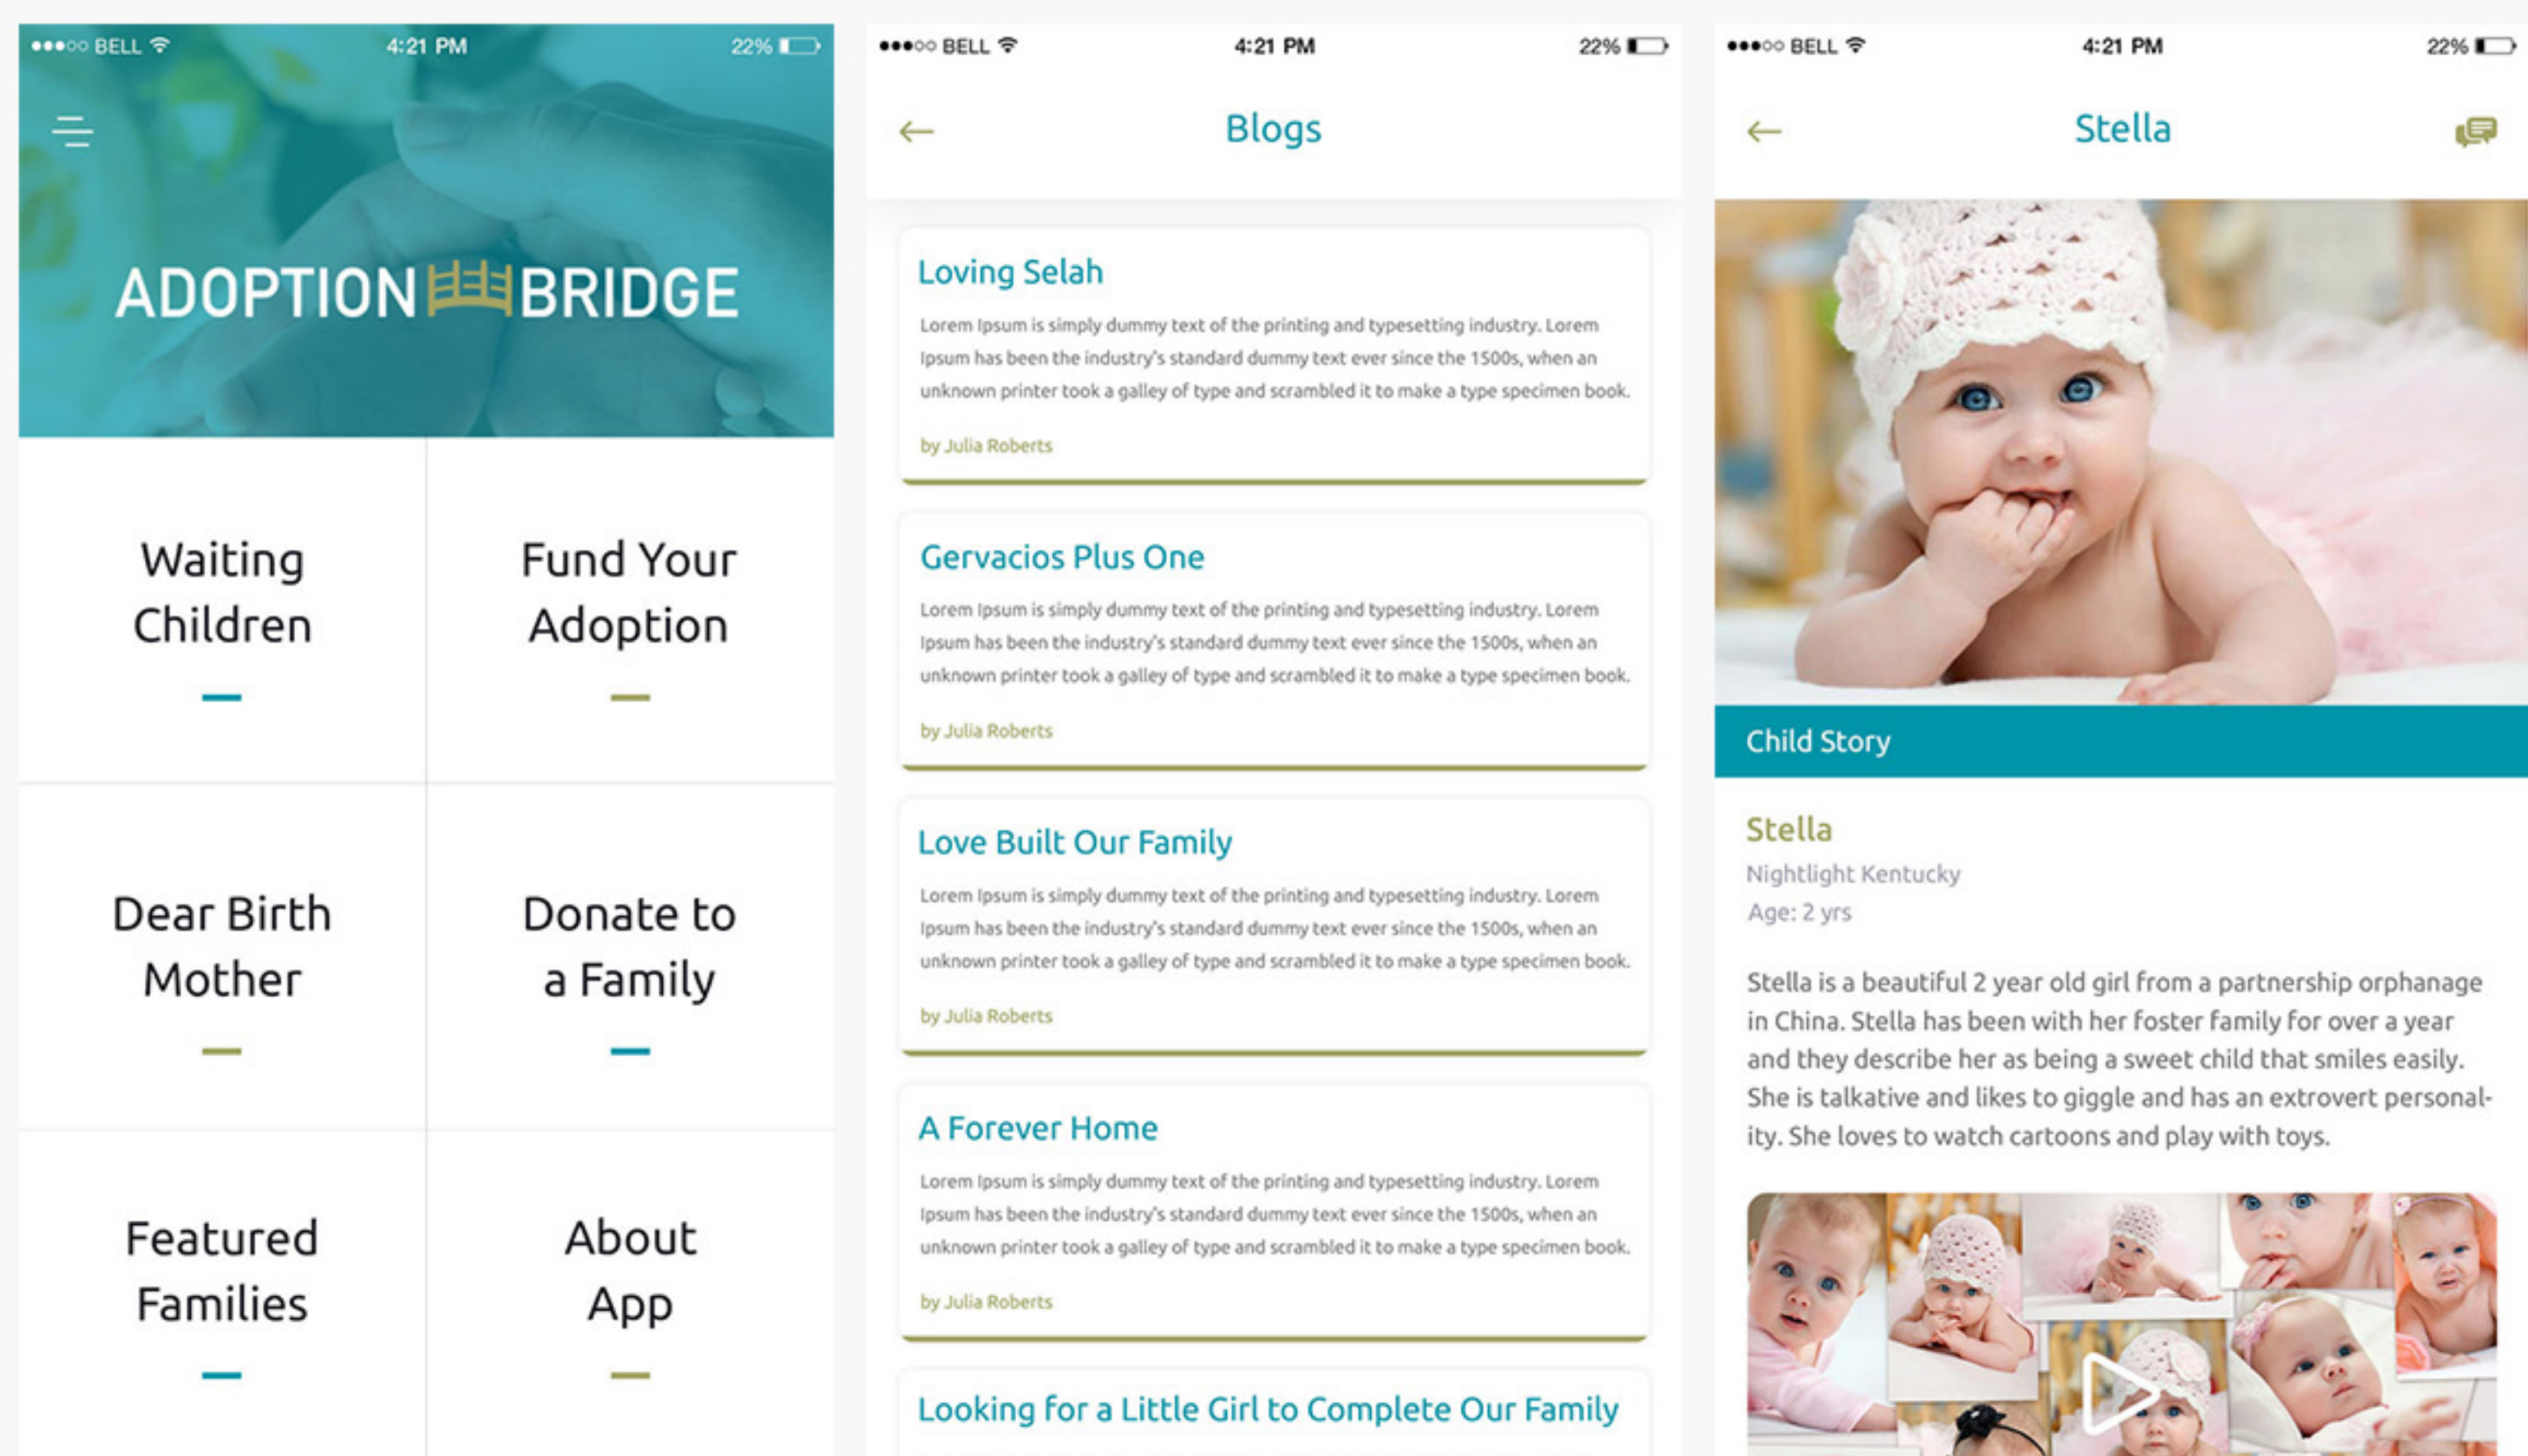 BELL 4:21 PM 22%
ADOPTION BRIDGE
Waiting
Children
Fund Your
Adoption
Dear Birth
Mother
Donate to
a Family
Featured
Families
About
App
BELL 4:21 PM 22%
Blogs
Loving Selah
Lorem Ipsum is simply dummy text of the printing and typesetting industry. Lorem
Ipsum has been the industry's standard dummy text ever since the 1500s, when an
unknown printer took a galley of type and scrambled it to make a type specimen book.
by Julia Roberts
Gervacios Plus One
Lorem Ipsum is simply dummy text of the printing and typesetting industry. Lorem
Ipsum has been the industry's standard dummy text ever since the 1500s, when an
unknown printer took a galley of type and scrambled it to make a type specimen book.
by Julia Roberts
Love Built Our Family
Lorem Ipsum is simply dummy text of the printing and typesetting industry. Lorem
Ipsum has been the industry's standard dummy text ever since the 1500s, when an
unknown printer took a galley of type and scrambled it to make a type specimen book.
by Julia Roberts
A Forever Home
Lorem Ipsum is simply dummy text of the printing and typesetting industry. Lorem
Ipsum has been the industry's standard dummy text ever since the 1500s, when an
unknown printer took a galley of type and scrambled it to make a type specimen book.
by Julia Roberts
Looking for a Little Girl to Complete Our Family
BELL 4:21 PM 22%
Stella
Child Story
Stella
Nightlight Kentucky
Age: 2 yrs
Stella is a beautiful 2 year old girl from a partnership orphanage
in China. Stella has been with her foster family for over a year
and they describe her as being a sweet child that smiles easily.
She is talkative and likes to giggle and has an extrovert personal-
ity. She loves to watch cartoons and play with toys.